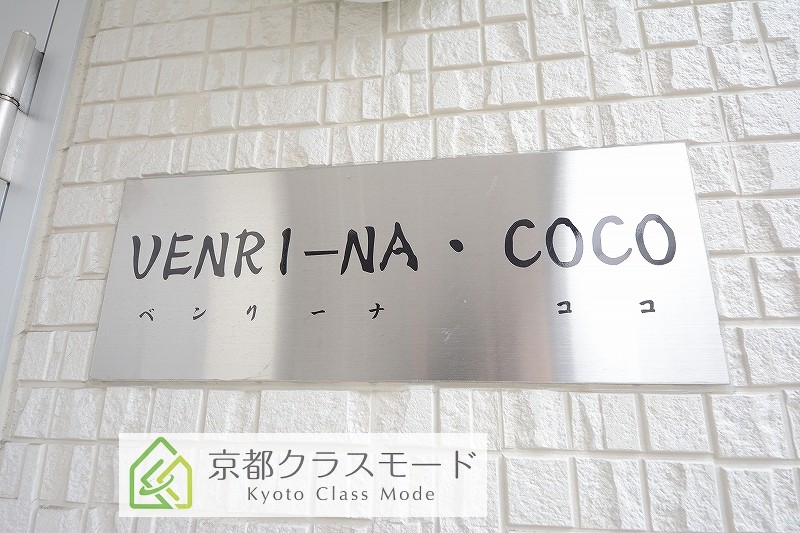 VENRI-NA・COCO
ベンリーナ ココ
京都クラスモード
Kyoto Class Mode